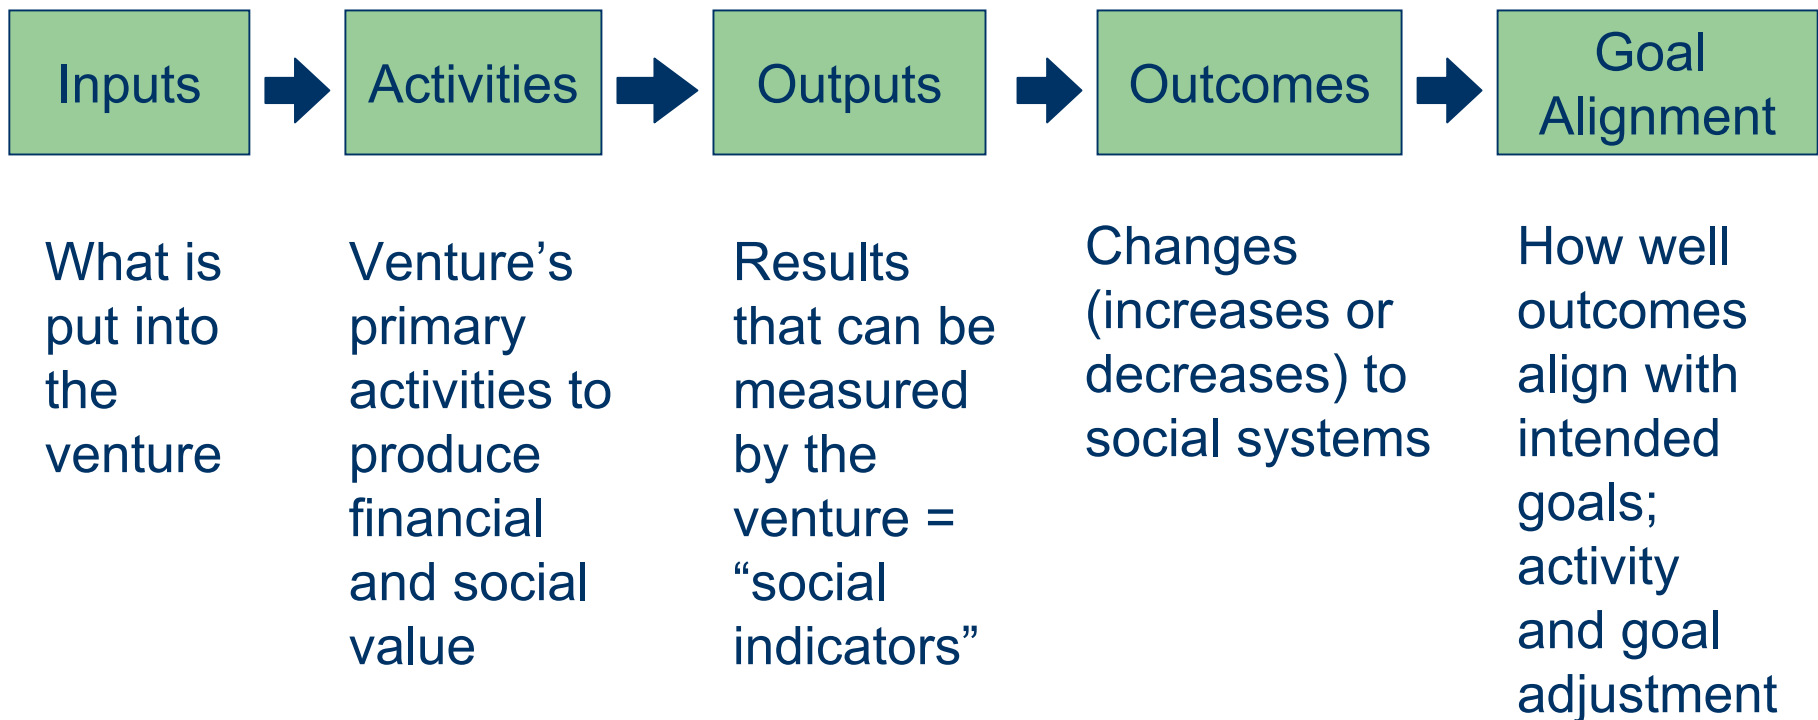 Inputs
Activities
Outputs
Outcomes
Goal
Alignment
What is
put into
the
venture
Venture’s
primary
activities to
produce
financial
and social
value
Results
that can be
measured
by the
venture =
“social
indicators”
Changes
(increases or
decreases) to
social systems
How well
outcomes
align with
intended
goals;
activity
and goal
adjustment